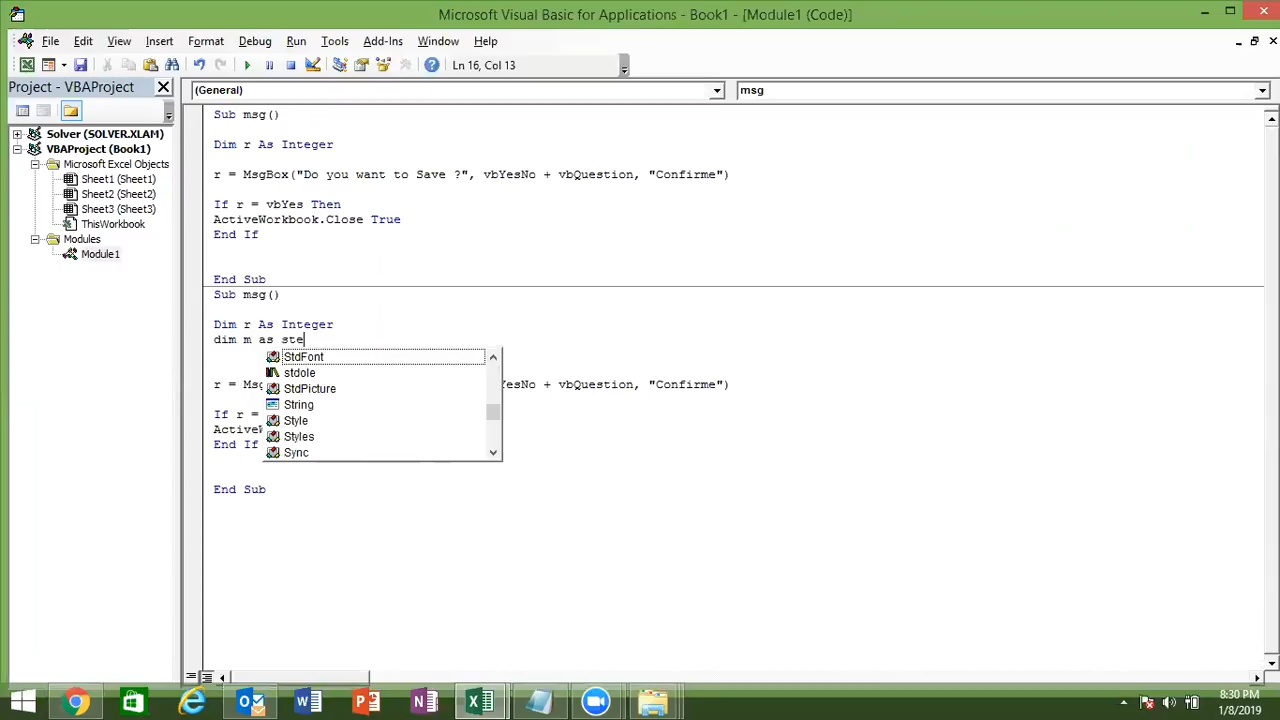 Microsoft Visual Basic for Applications - Book1 - [Module1 (Code)]
File Edit View Insert Format Debug Run Tools Add-Ins Window Help
Ln 16, Col 13
Project - VBAProject
(General)
msg
Solver (SOLVER.XLAM)
VBAProject (Book1)
Microsoft Excel Objects
Sheet1 (Sheet1)
Sheet2 (Sheet2)
Sheet3 (Sheet3)
ThisWorkbook
Modules
Module1
Sub msg()
Dim r As Integer
r = MsgBox("Do you want to Save ?", vbYesNo + vbQuestion, "Confirme")
If r = vbYes Then
ActiveWorkbook.Close True
End If
End Sub
Sub msg()
Dim r As Integer
dim m as ste
StdFont
stdole
StdPicture
String
Style
Styles
Sync
r = Ms
YesNo + vbQuestion, "Confirme")
If r =
Active
End If
End Sub
8:30 PM
1/8/2019